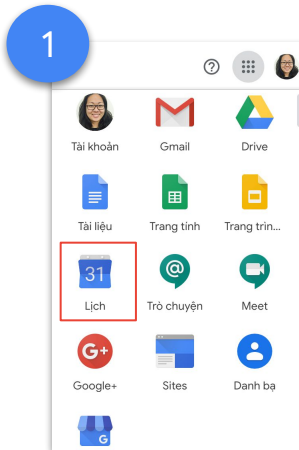 1
Tài khoản Gmail Drive
Tài liệu Trang tính Trang trìn...
31
Lịch Trò chuyện Meet
G+
Google+ Sites Danh bạ
G